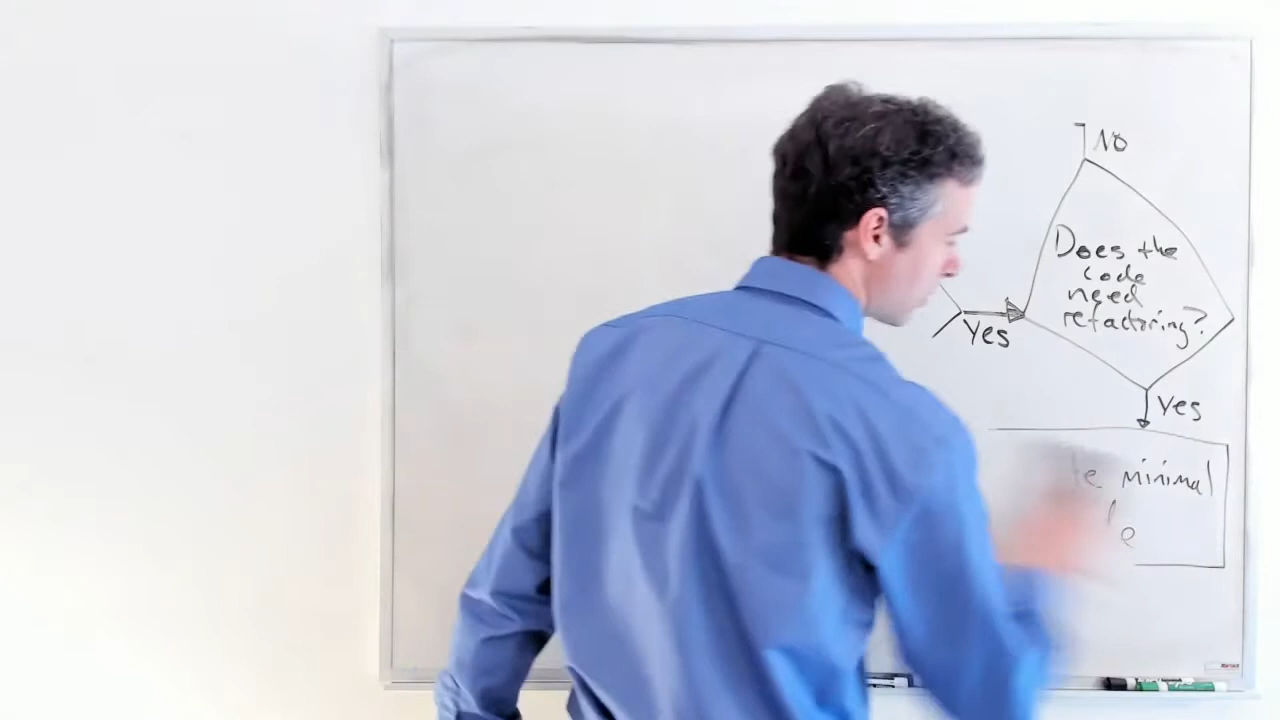 NO
Does the
code
need
refactoring?
Yes
Yes
minimal